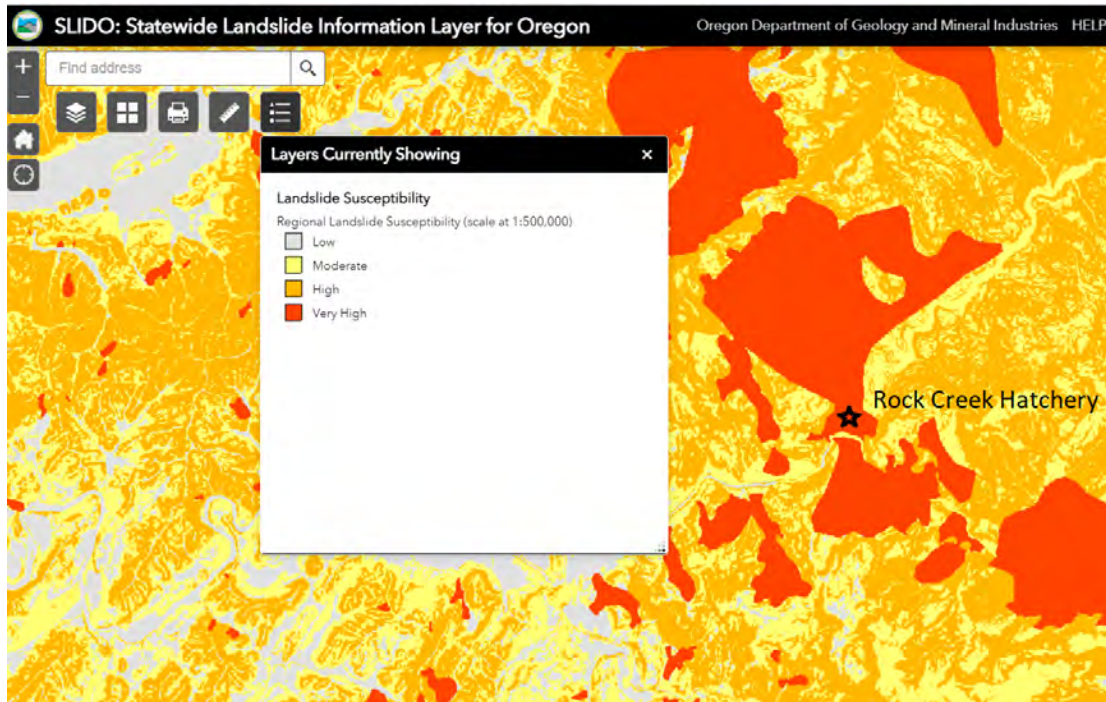 SLIDO: Statewide Landslide Information Layer for Oregon
Oregon Department of Geology and Mineral Industries HELP
Find address
Layers Currently Showing
Landslide Susceptibility
Regional Landslide Susceptibility (scale at 1:500,000)
Low
Moderate
High
Very High
Rock Creek Hatchery